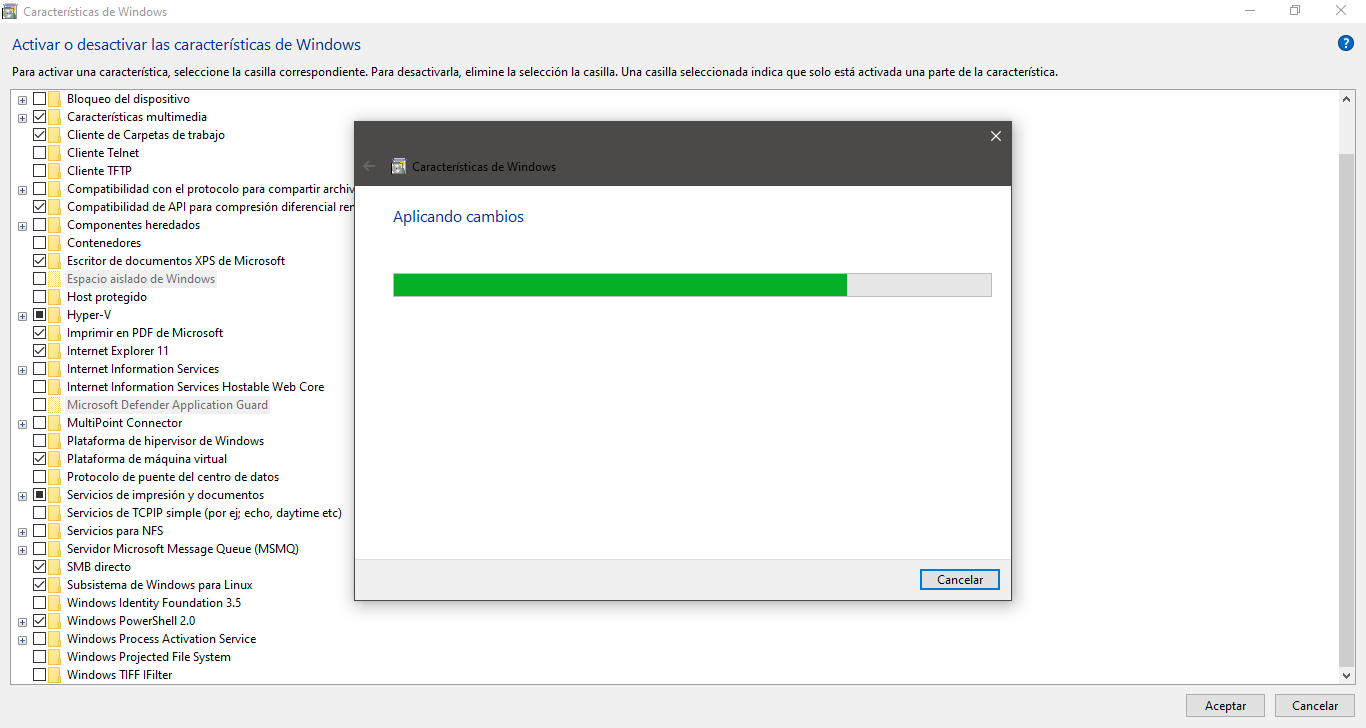 Características de Windows
Activar o desactivar las características de Windows
?
Para activar una característica, seleccione la casilla correspondiente. Para desactivarla, elimine la selección la casilla. Una casilla seleccionada indica que solo está activada una parte de la característica.
Bloqueo del dispositivo
Características multimedia
Cliente de Carpetas de trabajo
Cliente Telnet
Cliente TFTP
Compatibilidad con el protocolo para compartir archiv
Compatibilidad de API para compresión diferencial rem
Componentes heredados
Contenedores
Escritor de documentos XPS de Microsoft
Espacio aislado de Windows
Host protegido
Hyper-V
Imprimir en PDF de Microsoft
Internet Explorer 11
Internet Information Services
Internet Information Services Hostable Web Core
Microsoft Defender Application Guard
MultiPoint Connector
Plataforma de hipervisor de Windows
Plataforma de máquina virtual
Protocolo de puente del centro de datos
Servicios de impresión y documentos
Servicios de TCPIP simple (por ej; echo, daytime etc)
Servicios para NFS
Servidor Microsoft Message Queue (MSMQ)
SMB directo
Subsistema de Windows para Linux
Windows Identity Foundation 3.5
Windows PowerShell 2.0
Windows Process Activation Service
Windows Projected File System
Windows TIFF IFilter
Características de Windows
Aplicando cambios
Cancelar
Aceptar
Cancelar